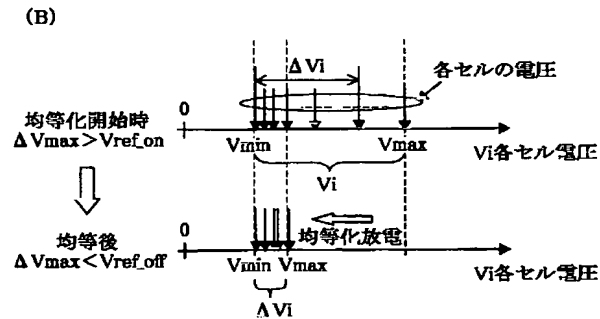 (B)
ΔVi
各セルの電圧
0
均等化開始時
ΔVmax>Vref_on
Vmin
Vmax
Vi各セル電圧
Vi
0
均等後
ΔVmax<Vref_off
均等化放電
Vmin
Vmax
Vi各セル電圧
ΔVi